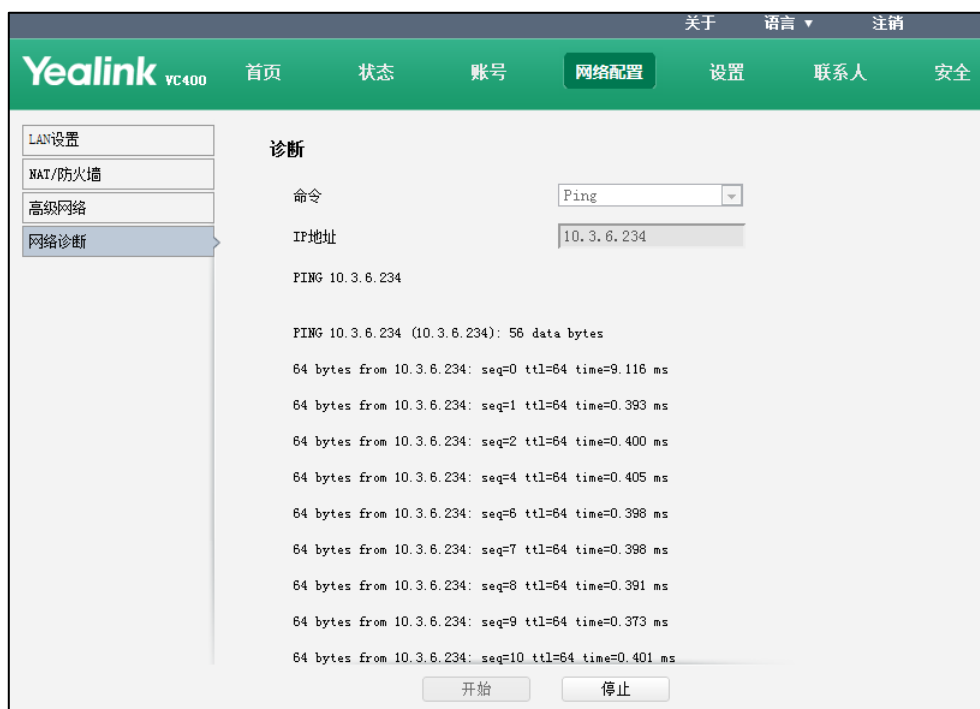 关于 语言 ▼ 注销
Yealink VC400 首页 状态 账号 网络配置 设置 联系人 安全
LAN设置
NAT/防火墙
高级网络
网络诊断
诊断
命令 Ping
IP地址 10.3.6.234
PING 10.3.6.234
PING 10.3.6.234 (10.3.6.234): 56 data bytes
64 bytes from 10.3.6.234: seq=0 ttl=64 time=9.116 ms
64 bytes from 10.3.6.234: seq=1 ttl=64 time=0.393 ms
64 bytes from 10.3.6.234: seq=2 ttl=64 time=0.400 ms
64 bytes from 10.3.6.234: seq=4 ttl=64 time=0.405 ms
64 bytes from 10.3.6.234: seq=6 ttl=64 time=0.398 ms
64 bytes from 10.3.6.234: seq=7 ttl=64 time=0.398 ms
64 bytes from 10.3.6.234: seq=8 ttl=64 time=0.391 ms
64 bytes from 10.3.6.234: seq=9 ttl=64 time=0.373 ms
64 bytes from 10.3.6.234: seq=10 ttl=64 time=0.401 ms
开始 停止